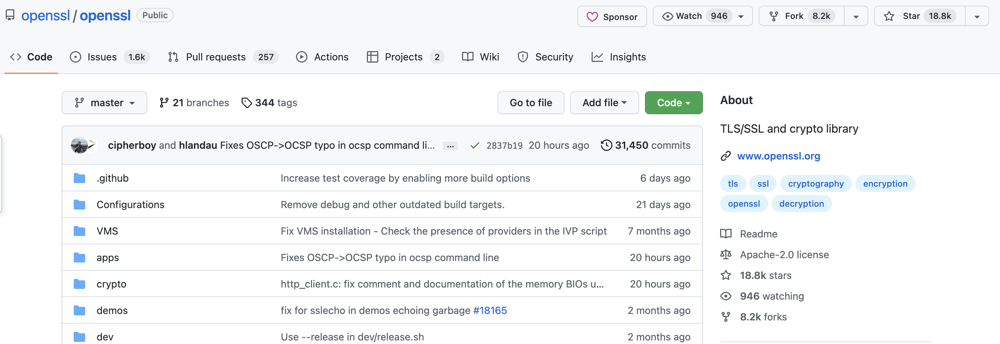 openssl / openssl Public
Sponsor Watch 946 Fork 8.2k Star 18.8k
Code Issues 1.6k Pull requests 257 Actions Projects 2 Wiki Security Insights
master 21 branches 344 tags Go to file Add file Code
cipherboy and hlandau Fixes OSCP->OCSP typo in ocsp command li... ... 2837b19 20 hours ago 31,450 commits
.github Increase test coverage by enabling more build options 6 days ago
Configurations Remove debug and other outdated build targets. 21 days ago
VMS Fix VMS installation - Check the presence of providers in the IVP script 7 months ago
apps Fixes OSCP->OCSP typo in ocsp command line 20 hours ago
crypto http_client.c: fix comment and documentation of the memory BIOs u... 20 hours ago
demos fix for sslecho in demos echoing garbage #18165 2 months ago
dev Use --release in dev/release.sh 2 months ago
About
TLS/SSL and crypto library
www.openssl.org
tls ssl cryptography encryption
openssl decryption
Readme
Apache-2.0 license
18.8k stars
946 watching
8.2k forks